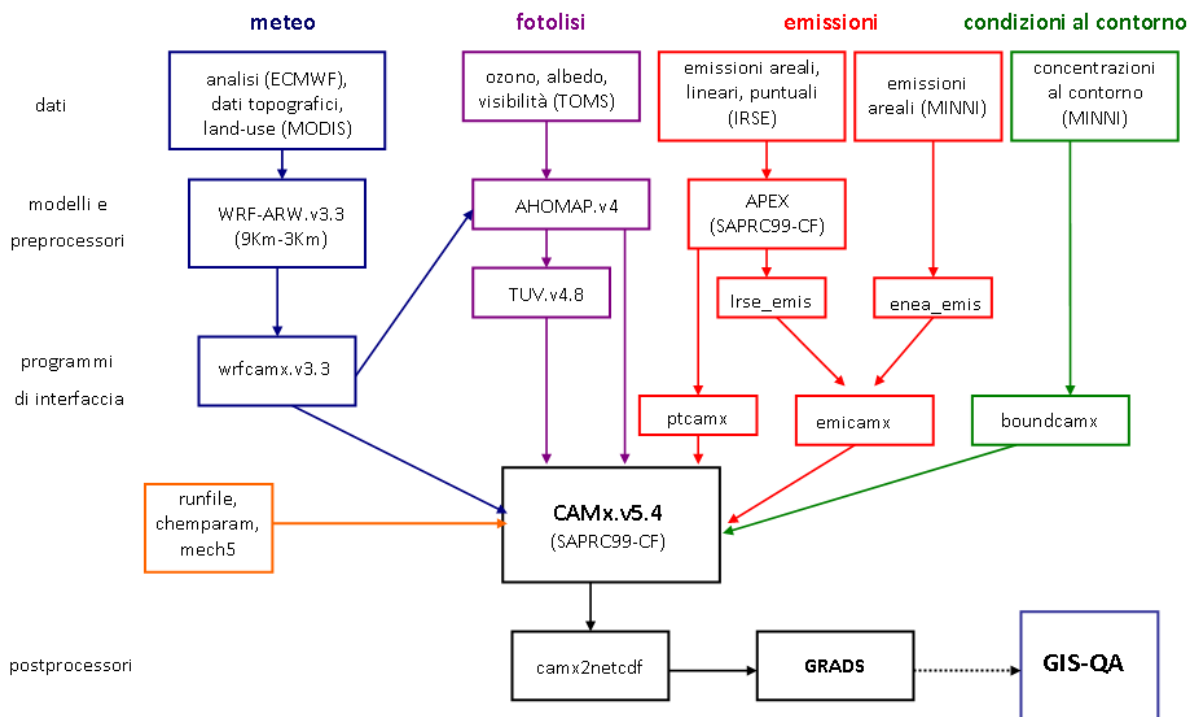 meteo
fotolisi
emissioni
condizioni al contorno
dati
analisi (ECMWF),
dati topografici,
land-use (MODIS)
ozono, albedo,
visibilità (TOMS)
emissioni areali,
lineari, puntuali
(IRSE)
emissioni
areali (MINNI)
concentrazioni
al contorno
(MINNI)
modelli e
preprocessori
WRF-ARW.v3.3
(9Km-3Km)
AHOMAP.v4
APEX
(SAPRC99-CF)
TUV.v4.8
Irse_emis
enea_emis
programmi
di interfaccia
wrfcamx.v3.3
ptcamx
emicamx
boundcamx
runfile,
chemparam,
mech5
CAMx.v5.4
(SAPRC99-CF)
postprocessori
camx2netcdf
GRADS
GIS-QA